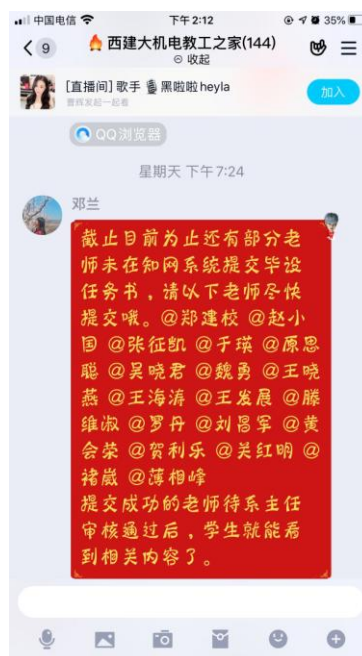 中国电信 下午2:12 35%
9 西建大机电教工之家(144)
收起
[直播间] 歌手 黑啦啦heyla
曹辉发起一起看
加入
QQ浏览器
星期天 下午7:24
邓兰
截止目前为止还有部分老
师未在知网系统提交毕设
任务书，请以下老师尽快
提交哦。@郑建校 @赵小
国 @张征凯 @于瑛 @原思
聪 @吴晓君 @魏勇 @王晓
燕 @王海涛 @王发展 @滕
维淑 @罗丹 @刘昌军 @黄
会荣 @贺利乐 @关红明 @
褚崴 @薄相峰
提交成功的老师待系主任
审核通过后，学生就能看
到相关内容了。